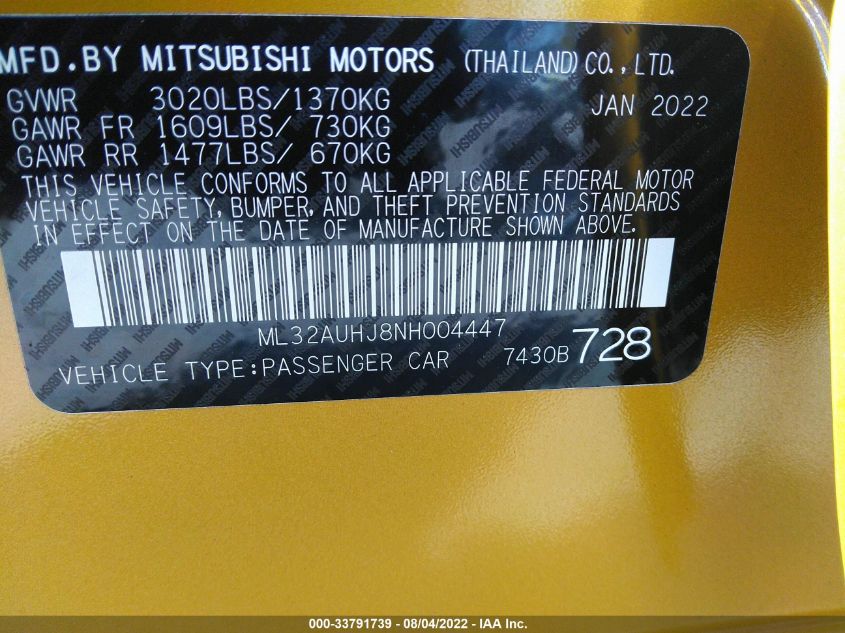 MFD.BY MITSUBISHI MOTORS (THAILAND)CO.,LTD.
GVWR 3020LBS/1370KG JAN 2022
GAWR FR 1609LBS/ 730KG
GAWR RR 1477LBS/ 670KG
THIS VEHICLE CONFORMS TO ALL APPLICABLE FEDERAL MOTOR
VEHICLE SAFETY, BUMPER, AND THEFT PREVENTION STANDARDS
IN EFFECT ON THE DATE OF MANUFACTURE SHOWN ABOVE.
ML32AUHJ8NH004447
VEHICLE TYPE:PASSENGER CAR 7430B 728
000-33791739 - 08/04/2022 - IAA Inc.